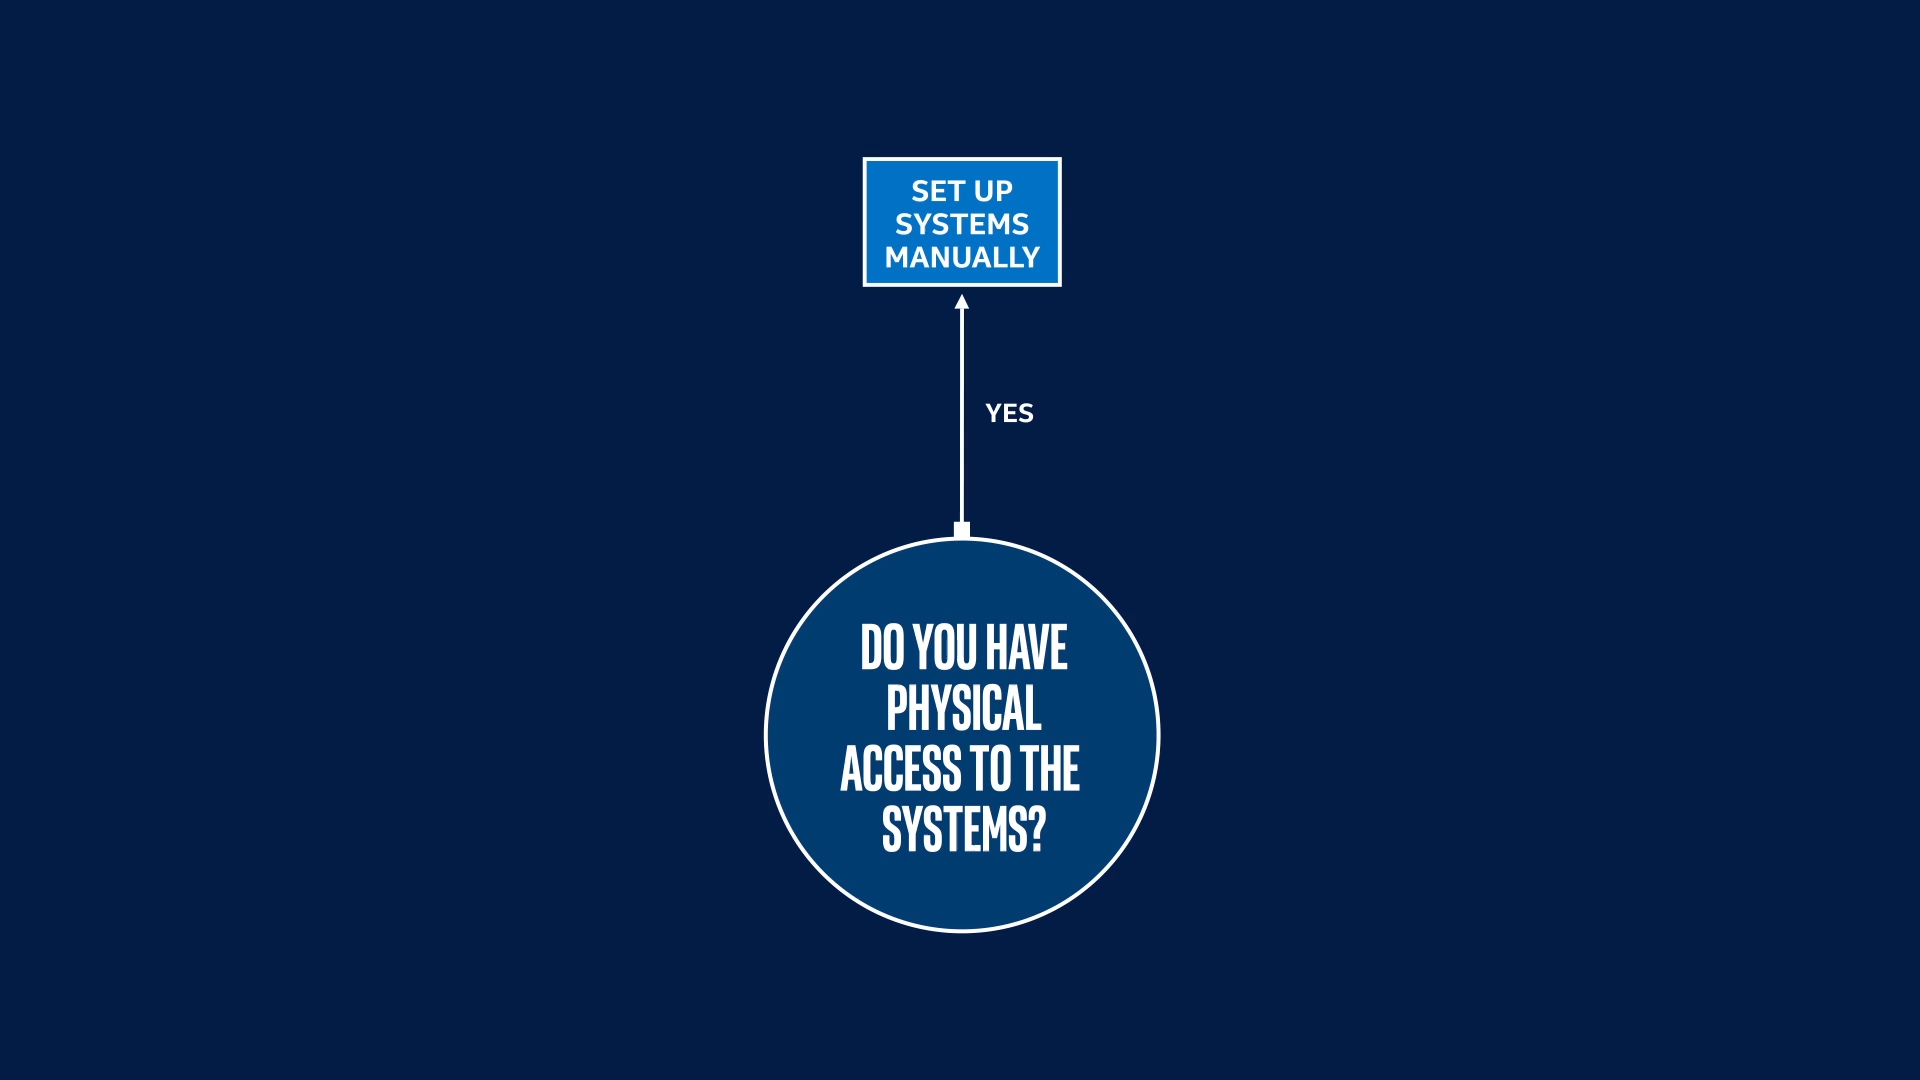 SET UP
SYSTEMS
MANUALLY
YES
DO YOU HAVE
PHYSICAL
ACCESS TO THE
SYSTEMS?